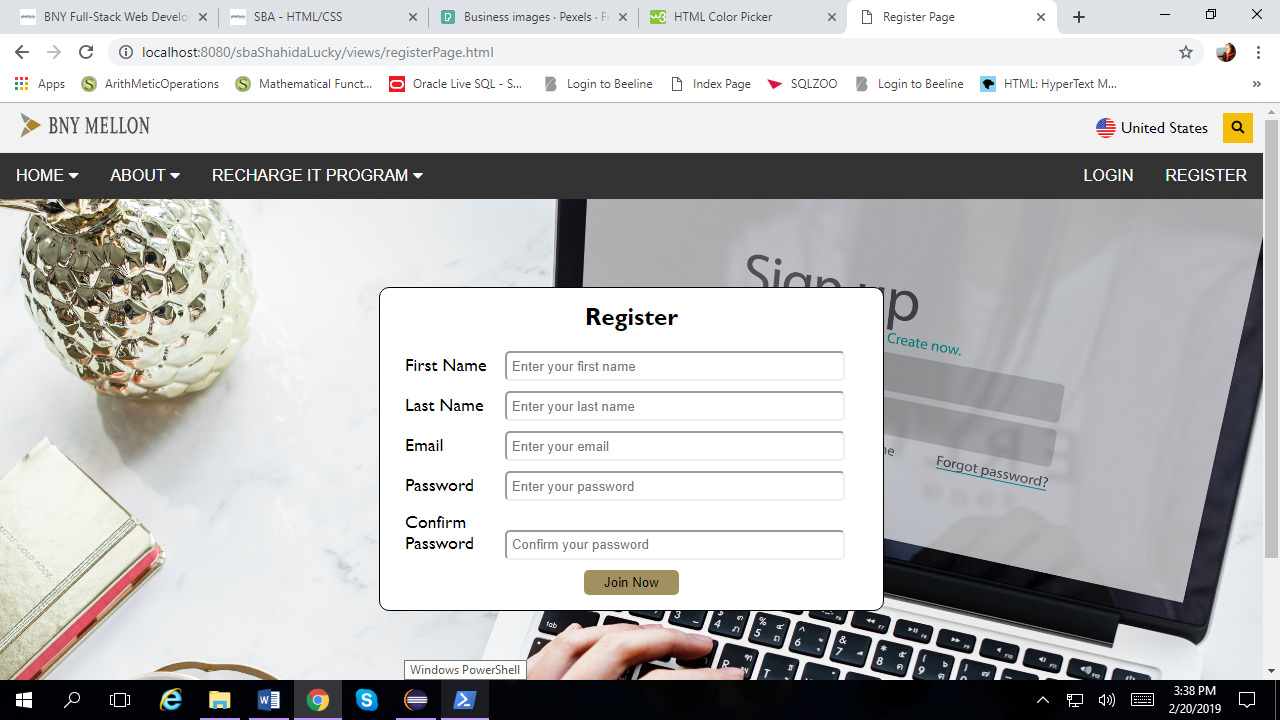 BNY Full-Stack Web Develo
SBA - HTML/CSS
Business images · Pexels · Fr
HTML Color Picker
Register Page
localhost:8080/sbaShahidaLucky/views/registerPage.html
Apps
ArithMeticOperations
Mathematical Funct...
Oracle Live SQL - S...
Login to Beeline
Index Page
SQLZOO
Login to Beeline
HTML: HyperText M...
BNY MELLON
United States
HOME
ABOUT
RECHARGE IT PROGRAM
LOGIN
REGISTER
Sign up
Create now.
Register
First Name
Enter your first name
Last Name
Enter your last name
Email
Enter your email
Password
Enter your password
Forgot password?
Confirm
Password
Confirm your password
Join Now
Windows PowerShell
3:38 PM
2/20/2019